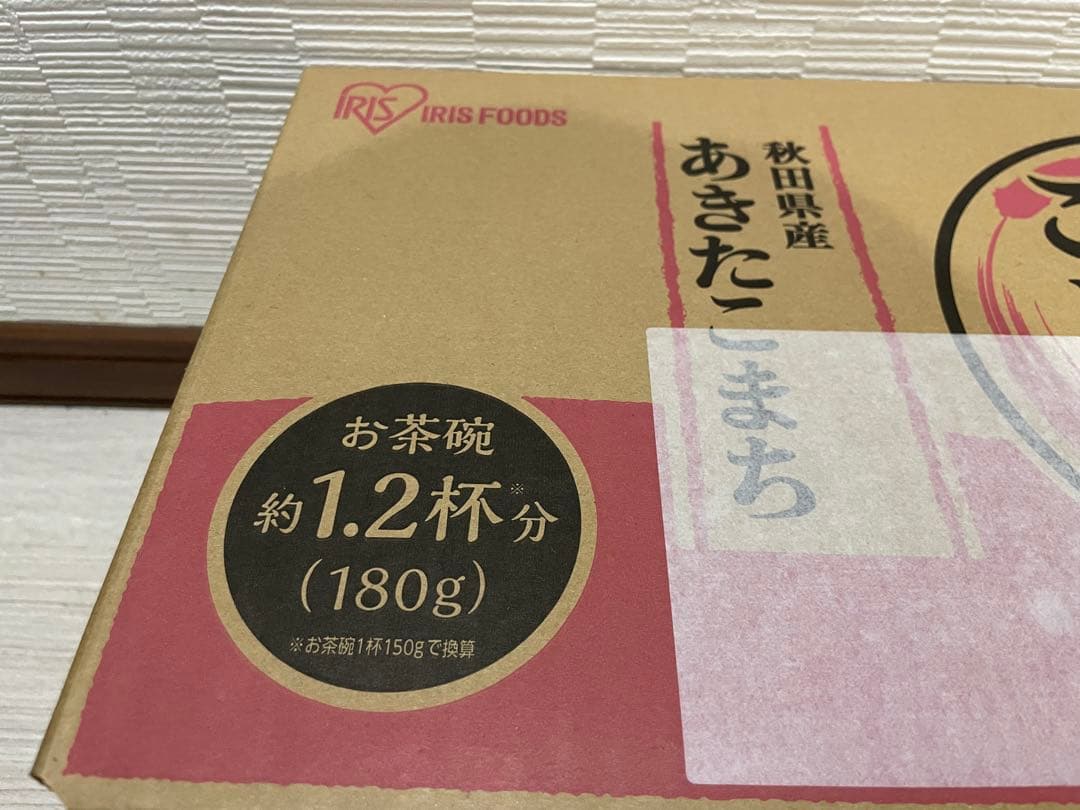 IRIS IRIS FOODS
秋田県産
あきたこまち
お茶碗
約1.2杯※分
(180g)
※お茶碗1杯150gで換算